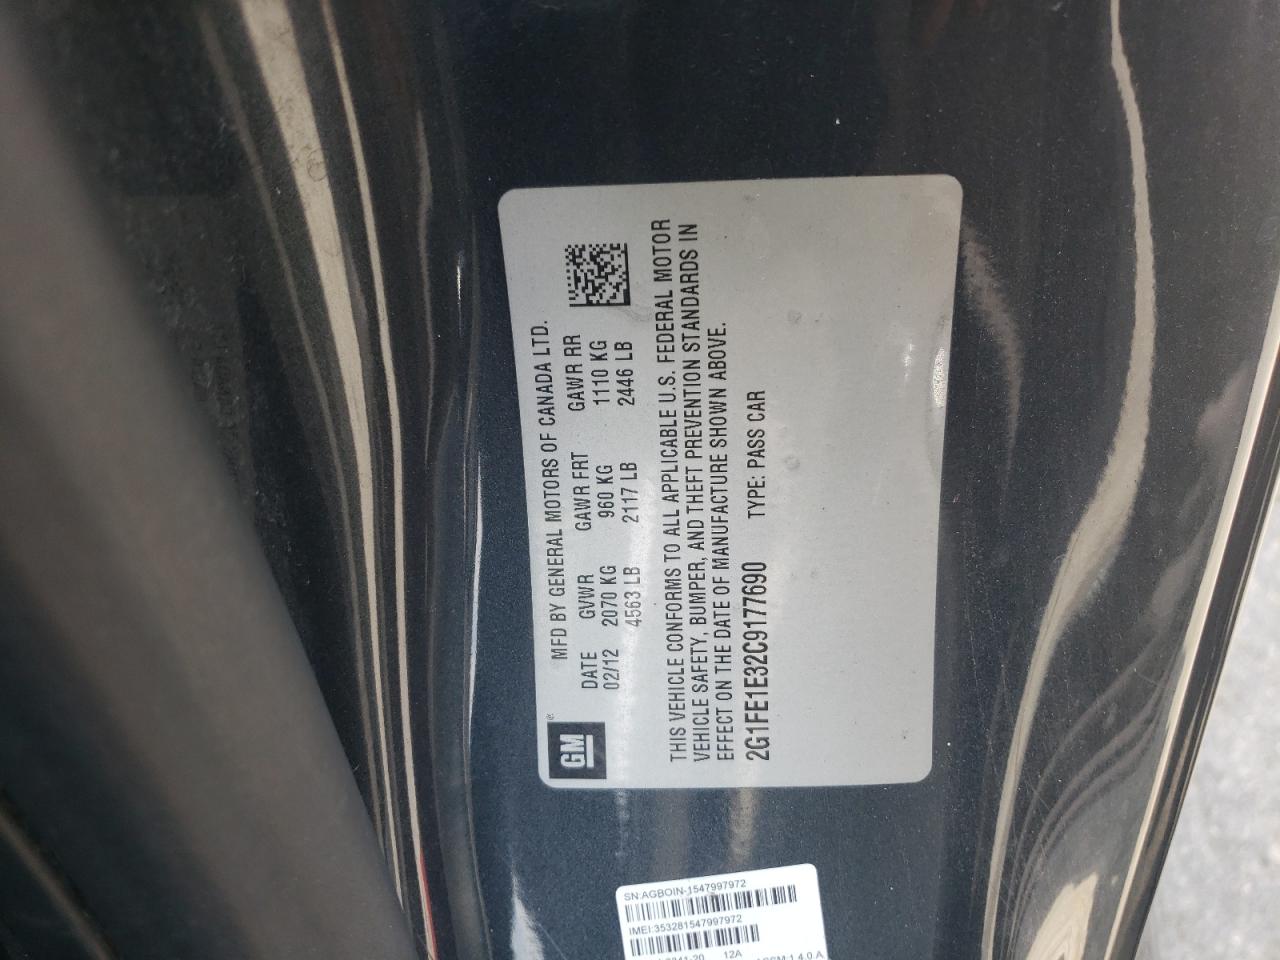 MFD BY GENERAL MOTORS OF CANADA LTD.
DATE GVWR GAWR FRT GAWR RR
02/12 2070 KG 960 KG 1110 KG
4563 LB 2117 LB 2446 LB
GM®
THIS VEHICLE CONFORMS TO ALL APPLICABLE U.S. FEDERAL MOTOR
VEHICLE SAFETY, BUMPER, AND THEFT PREVENTION STANDARDS IN
EFFECT ON THE DATE OF MANUFACTURE SHOWN ABOVE.
2G1FE1E32C9177690 TYPE: PASS CAR
SN:AGBOIN-1547997972
IMEI:353281547997972
12A